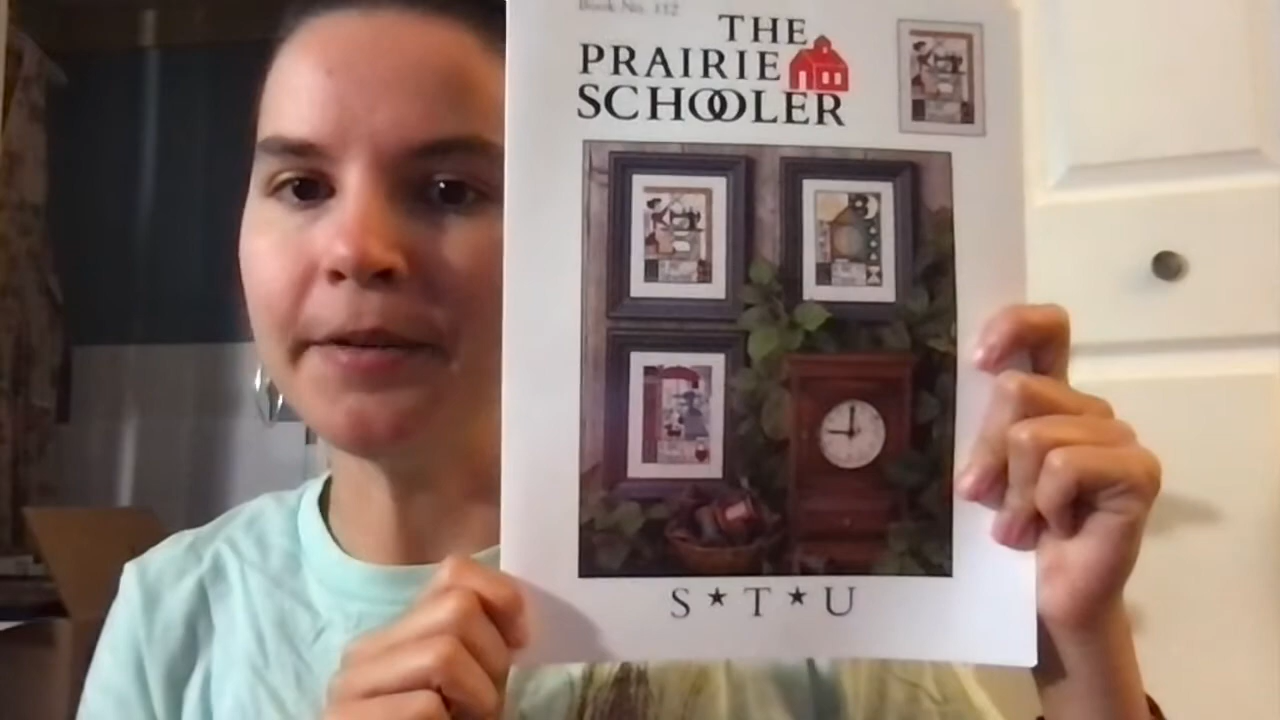 Book No. 112
THE
PRAIRIE
SCHOOLER
S★T★U